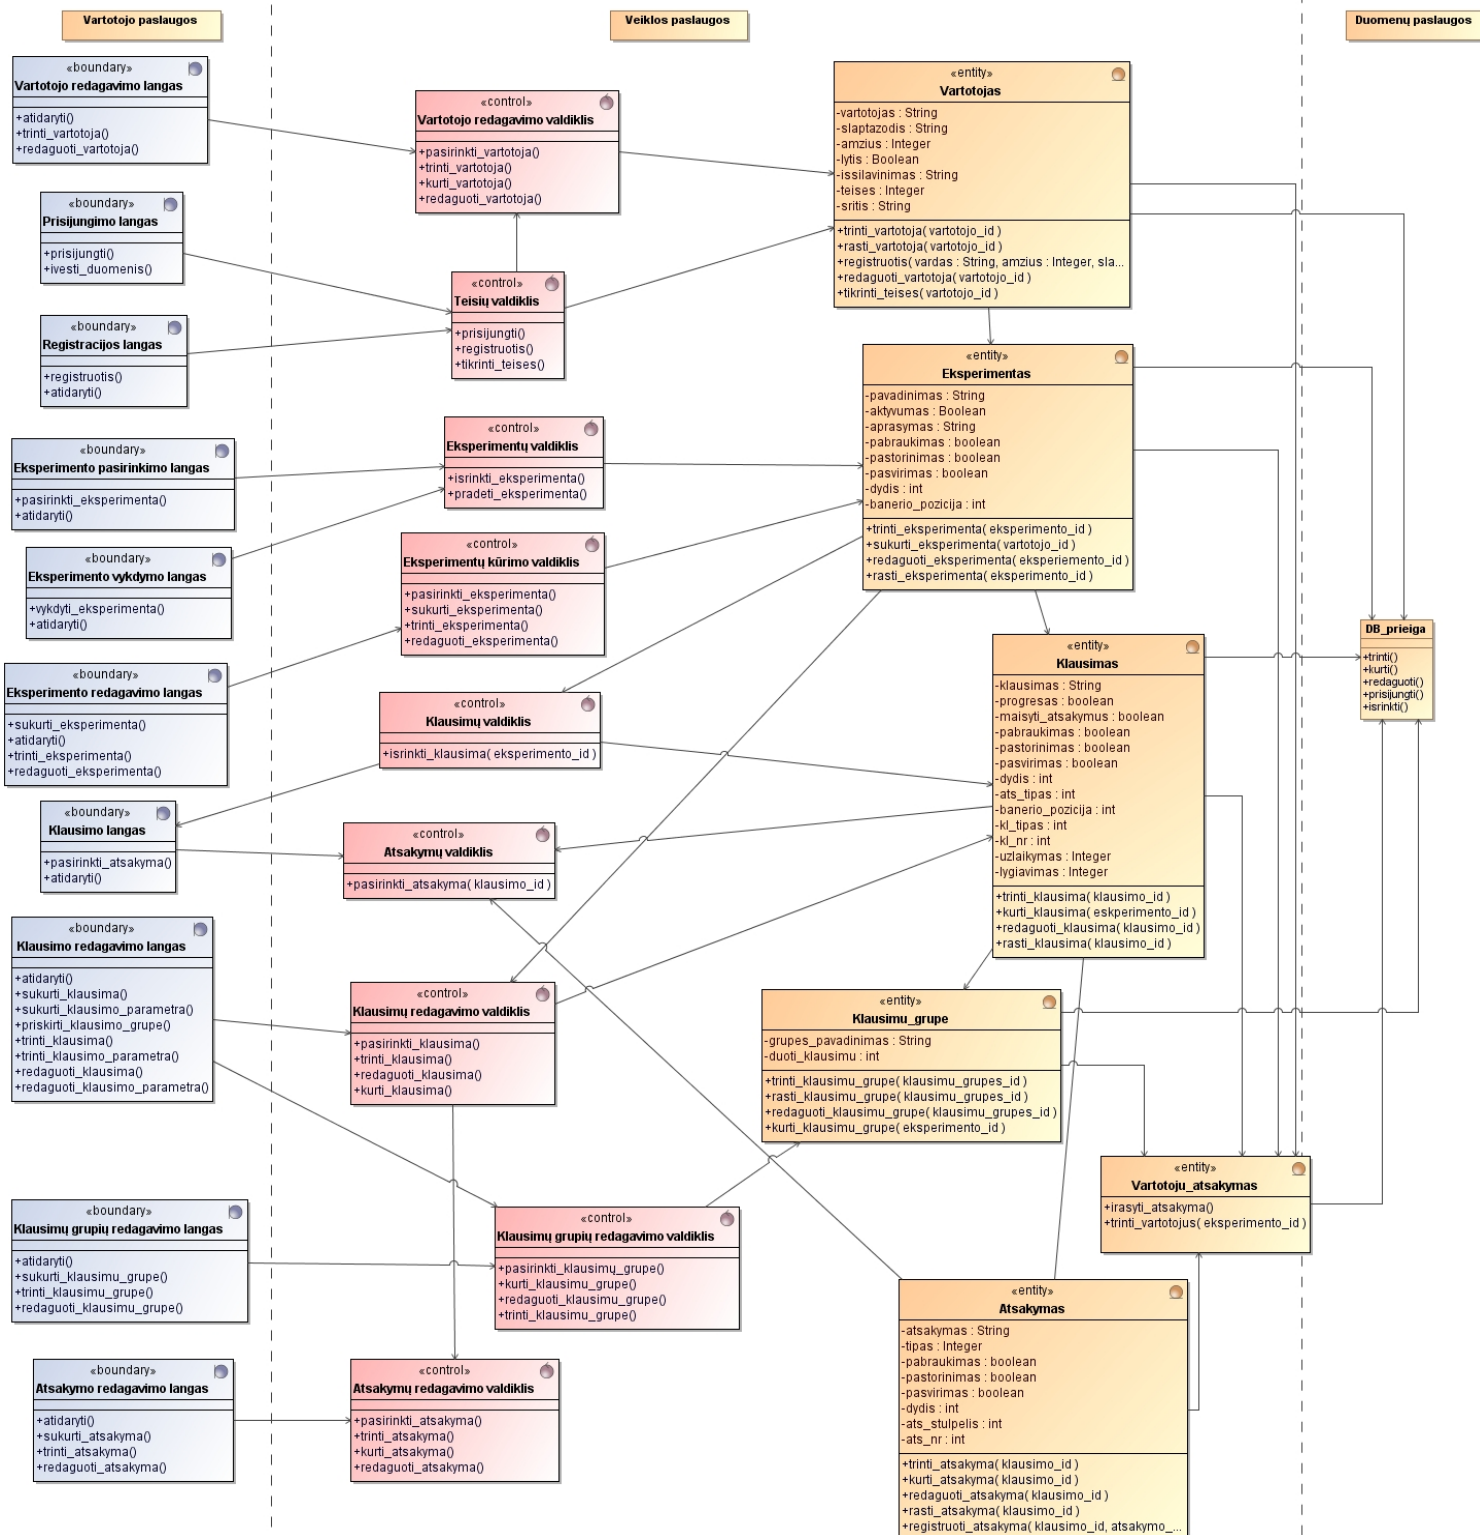 Vartotojo paslaugos
Veiklos paslaugos
Duomenų paslaugos
«boundary»
Vartotojo redagavimo langas
+atidaryti()
+trinti_vartotoja()
+redaguoti_vartotoja()
«boundary»
Prisijungimo langas
+prisijungti()
+ivesti_duomenis()
«boundary»
Registracijos langas
+registruotis()
+atidaryti()
«boundary»
Eksperimento pasirinkimo langas
+pasirinkti_eksperimenta()
+atidaryti()
«boundary»
Eksperimento vykdymo langas
+vykdyti_eksperimenta()
+atidaryti()
«boundary»
Eksperimento redagavimo langas
+sukurti_eksperimenta()
+atidaryti()
+trinti_eksperimenta()
+redaguoti_eksperimenta()
«boundary»
Klausimo langas
+pasirinkti_atsakyma()
+atidaryti()
«boundary»
Klausimo redagavimo langas
+atidaryti()
+sukurti_klausima()
+sukurti_klausimo_parametra()
+priskirti_klausimo_grupe()
+trinti_klausima()
+trinti_klausimo_parametra()
+redaguoti_klausima()
+redaguoti_klausimo_parametra()
«boundary»
Klausimų grupių redagavimo langas
+atidaryti()
+sukurti_klausimu_grupe()
+trinti_klausimu_grupe()
+redaguoti_klausimu_grupe()
«boundary»
Atsakymo redagavimo langas
+atidaryti()
+sukurti_atsakyma()
+trinti_atsakyma()
+redaguoti_atsakyma()
«control»
Vartotojo redagavimo valdiklis
+pasirinkti_vartotoja()
+trinti_vartotoja()
+kurti_vartotoja()
+redaguoti_vartotoja()
«control»
Teisių valdiklis
+prisijungti()
+registruotis()
+tikrinti_teises()
«control»
Eksperimentų valdiklis
+isrinkti_eksperimenta()
+pradeti_eksperimenta()
«control»
Eksperimentų kūrimo valdiklis
+pasirinkti_eksperimenta()
+sukurti_eksperimenta()
+trinti_eksperimenta()
+redaguoti_eksperimenta()
«control»
Klausimų valdiklis
+isrinkti_klausima( eksperimento_id )
«control»
Atsakymų valdiklis
+pasirinkti_atsakyma( klausimo_id )
«control»
Klausimų redagavimo valdiklis
+pasirinkti_klausima()
+trinti_klausima()
+redaguoti_klausima()
+kurti_klausima()
«control»
Klausimų grupių redagavimo valdiklis
+pasirinkti_klausimų_grupe()
+kurti_klausimu_grupe()
+redaguoti_klausimu_grupe()
+trinti_klausimu_grupe()
«control»
Atsakymų redagavimo valdiklis
+pasirinkti_atsakyma()
+trinti_atsakyma()
+kurti_atsakyma()
+redaguoti_atsakyma()
«entity»
Vartotojas
-vartotojas : String
-slaptazodis : String
-amzius : Integer
-lytis : Boolean
-issilavinimas : String
-teises : Integer
-sritis : String
+trinti_vartotoja( vartotojo_id )
+rasti_vartotoja( vartotojo_id )
+registruotis( vardas : String, amzius : Integer, sla...
+redaguoti_vartotoja( vartotojo_id )
+tikrinti_teises( vartotojo_id )
«entity»
Eksperimentas
-pavadinimas : String
-aktyvumas : Boolean
-aprasymas : String
-pabraukimas : boolean
-pastorinimas : boolean
-pasvirimas : boolean
-dydis : int
-banerio_pozicija : int
+trinti_eksperimenta( eksperimento_id )
+sukurti_eksperimenta( vartotojo_id )
+redaguoti_eksperimenta( eksperiemento_id )
+rasti_eksperimenta( eksperimento_id )
«entity»
Klausimas
-klausimas : String
-progresas : boolean
-maisyti_atsakymus : boolean
-pabraukimas : boolean
-pastorinimas : boolean
-pasvirimas : boolean
-dydis : int
-ats_tipas : int
-banerio_pozicija : int
-kl_tipas : int
-kl_nr : int
-uzlaikymas : Integer
-lygiavimas : Integer
+trinti_klausima( klausimo_id )
+kurti_klausima( eskperimento_id )
+redaguoti_klausima( klausimo_id )
+rasti_klausima( klausimo_id )
«entity»
Klausimu_grupe
-grupes_pavadinimas : String
-duoti_klausimu : int
+trinti_klausimu_grupe( klausimu_grupes_id )
+rasti_klausimu_grupe( klausimu_grupes_id )
+redaguoti_klausimu_grupe( klausimu_grupes_id )
+kurti_klausimu_grupe( eksperimento_id )
«entity»
Vartotoju_atsakymas
+irasyti_atsakyma()
+trinti_vartotojus( eksperimento_id )
«entity»
Atsakymas
-atsakymas : String
-tipas : Integer
-pabraukimas : boolean
-pastorinimas : boolean
-pasvirimas : boolean
-dydis : int
-ats_stulpelis : int
-ats_nr : int
+trinti_atsakyma( klausimo_id )
+kurti_atsakyma( klausimo_id )
+redaguoti_atsakyma( klausimo_id )
+rasti_atsakyma( klausimo_id )
+registruoti_atsakyma( klausimo_id, atsakymo_...
DB_prieiga
+trinti()
+kurti()
+redaguoti()
+prisijungti()
+isrinkti()